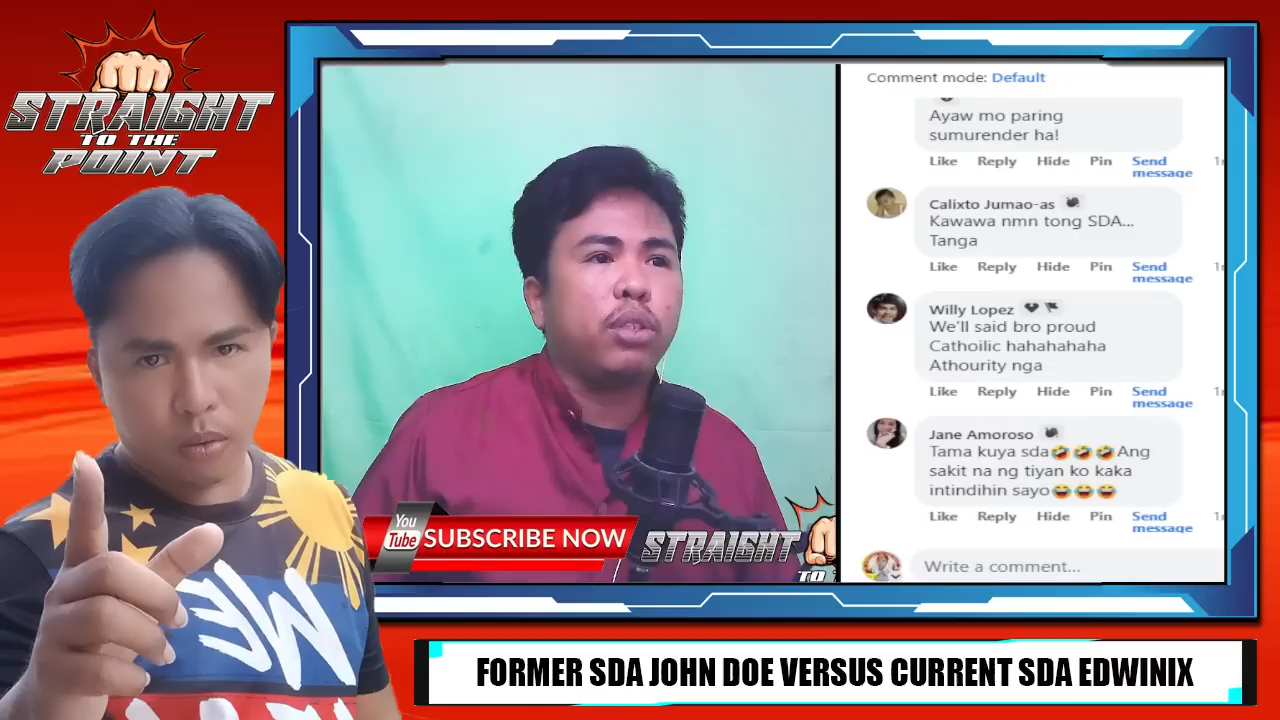 STRAIGHT
TO THE
POINT
Comment mode: Default
Ayaw mo paring
sumurender ha!
Like Reply Hide Pin Send
message
Calixto Jumao-as
Kawawa nmn tong SDA...
Tanga
Like Reply Hide Pin Send
message
Willy Lopez
We'll said bro proud
Cathoilic hahahahaha
Athourity nga
Like Reply Hide Pin Send
message
Jane Amoroso
Tama kuya sda🤣🤣🤣Ang
sakit na ng tiyan ko kaka
intindihin sayo😂😂😂
Like Reply Hide Pin Send
message
Write a comment...
You
Tube
SUBSCRIBE NOW
STRAIGHT
TO
FORMER SDA JOHN DOE VERSUS CURRENT SDA EDWINIX